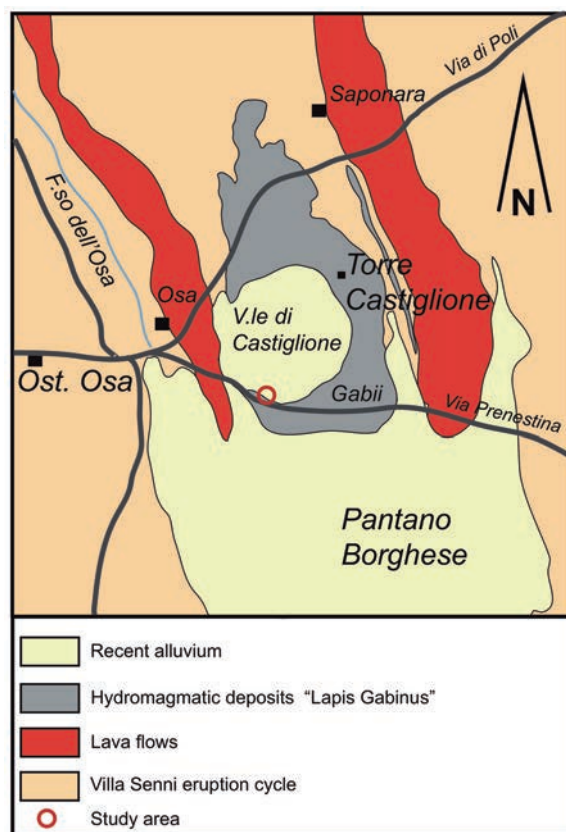 Via di Poli
Saponara
N
F.so dell'Osa
Torre
Castiglione
Osa
V.le di
Castiglione
Ost. Osa
Gabii
Via Prenestina
Pantano
Borghese
Recent alluvium
Hydromagmatic deposits "Lapis Gabinus"
Lava flows
Villa Senni eruption cycle
Study area